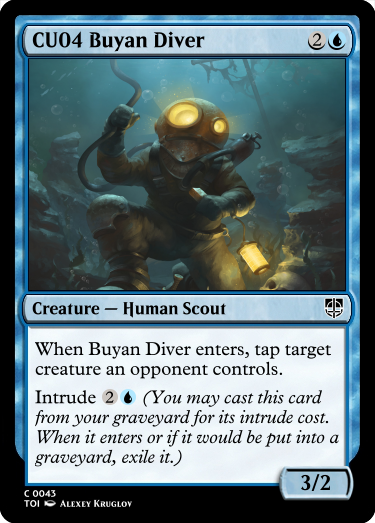 CU04 Buyan Diver 2
Creature — Human Scout
When Buyan Diver enters, tap target
creature an opponent controls.
Intrude 2 (You may cast this card
from your graveyard for its intrude cost.
When it enters or if it would be put into a
graveyard, exile it.)
3/2
C 0043
TOI Alexey Kruglov